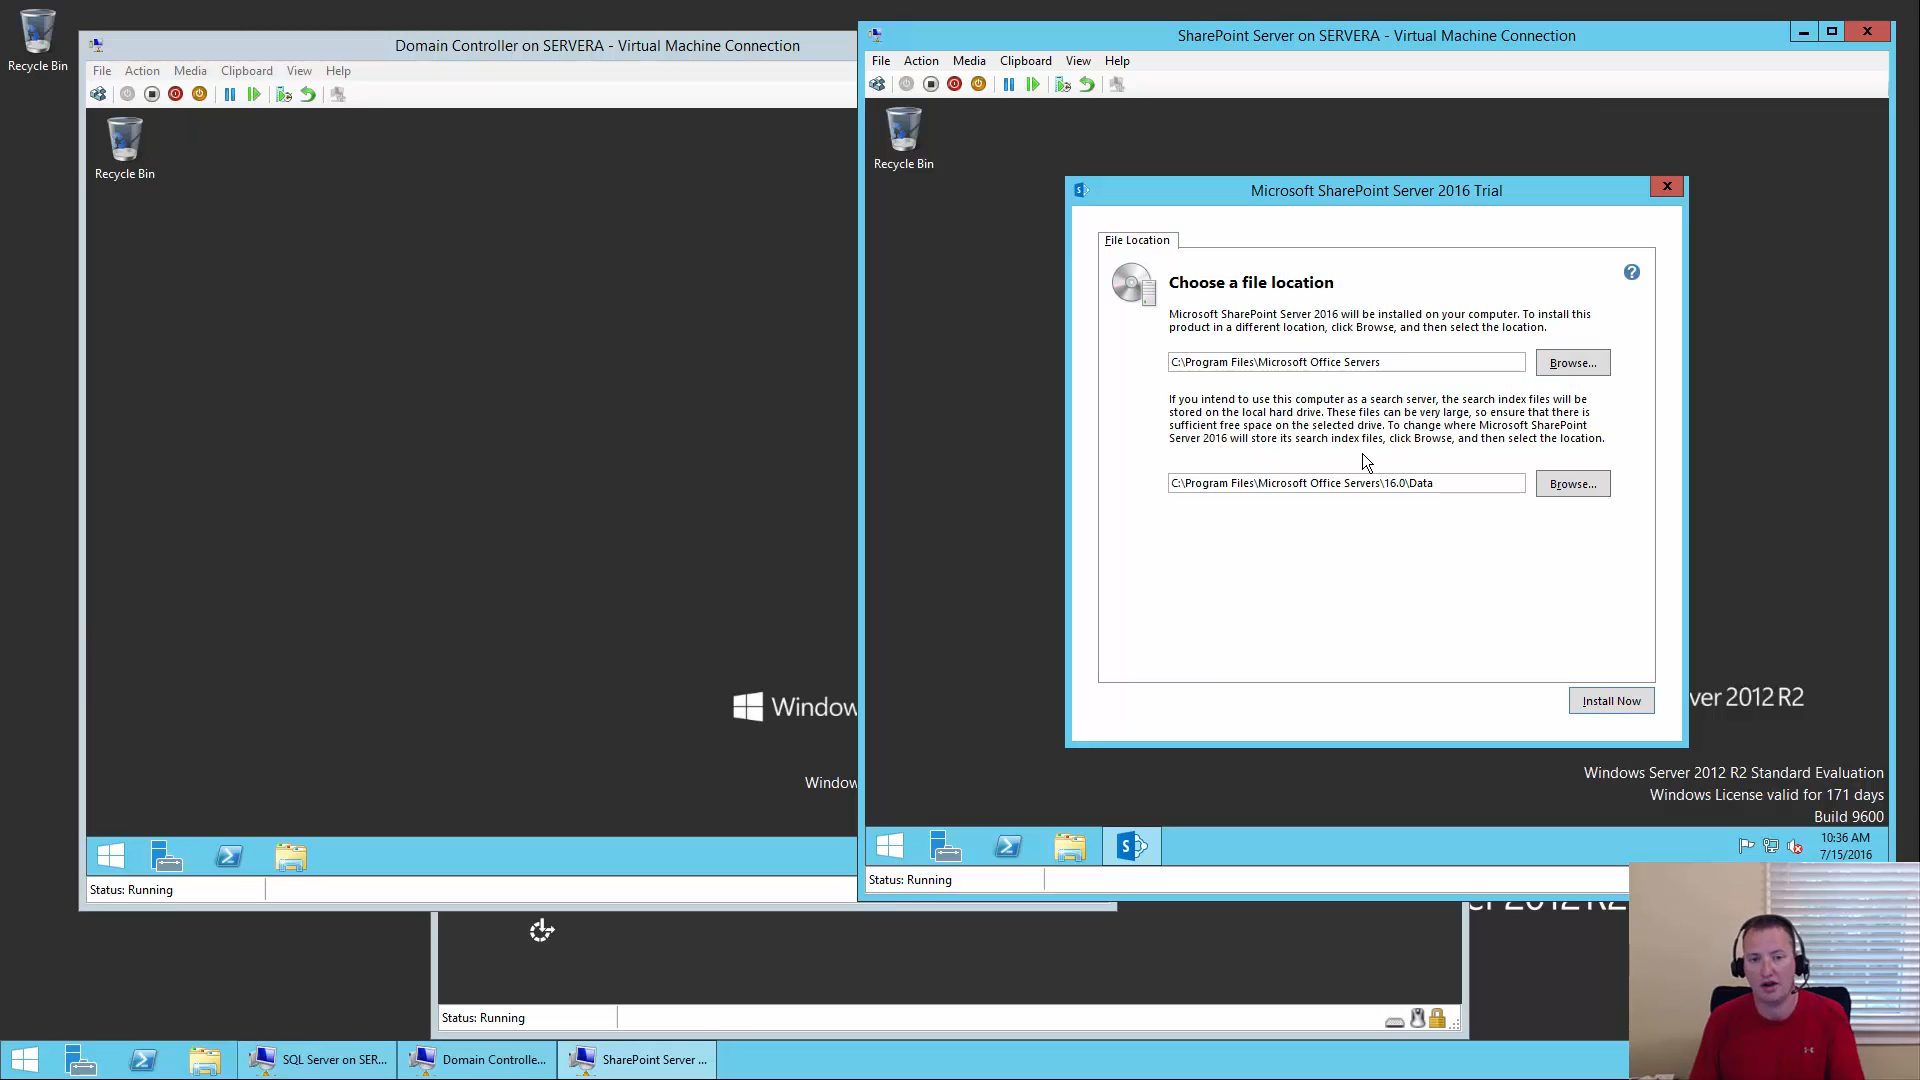 Recycle Bin
Domain Controller on SERVERA - Virtual Machine Connection
File Action Media Clipboard View Help
Recycle Bin
Window
Window
Status: Running
SharePoint Server on SERVERA - Virtual Machine Connection
File Action Media Clipboard View Help
Recycle Bin
Microsoft SharePoint Server 2016 Trial
File Location
Choose a file location
Microsoft SharePoint Server 2016 will be installed on your computer. To install this
product in a different location, click Browse, and then select the location.
C:\Program Files\Microsoft Office Servers
Browse...
If you intend to use this computer as a search server, the search index files will be
stored on the local hard drive. These files can be very large, so ensure that there is
sufficient free space on the selected drive. To change where Microsoft SharePoint
Server 2016 will store its search index files, click Browse, and then select the location.
C:\Program Files\Microsoft Office Servers\16.0\Data
Browse...
Install Now
ver 2012 R2
Windows Server 2012 R2 Standard Evaluation
Windows License valid for 171 days
Build 9600
10:36 AM
7/15/2016
Status: Running
er 2012 R2
Status: Running
SQL Server on SER...
Domain Controlle...
SharePoint Server ...